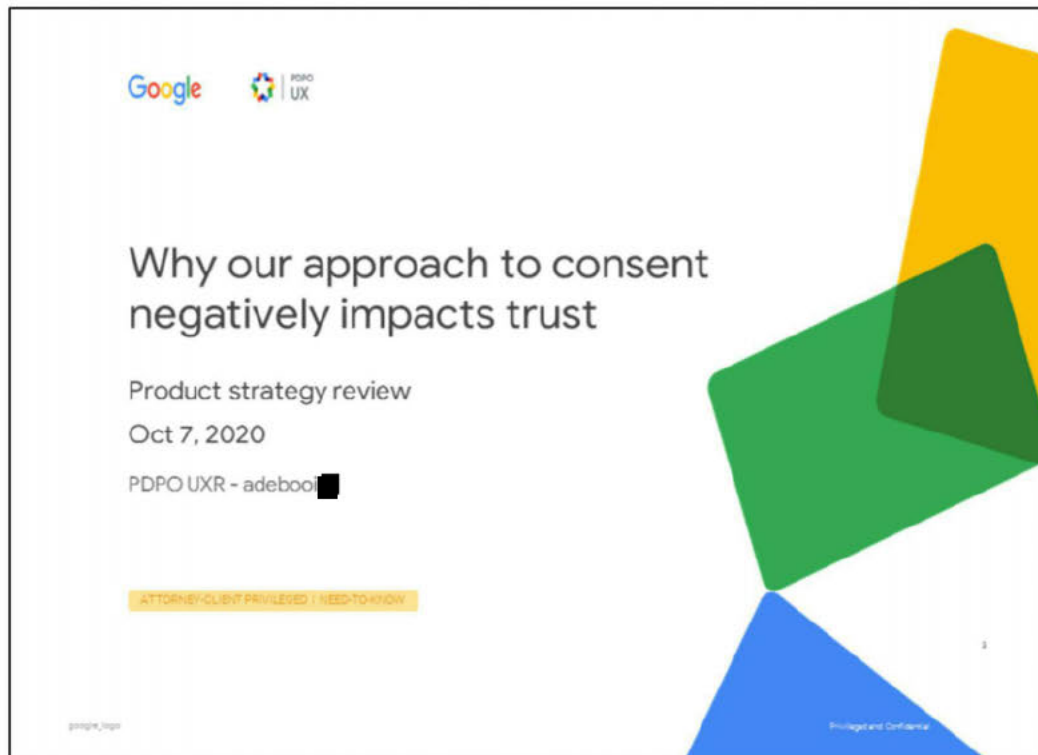 Google
PDPO
UX
Why our approach to consent
negatively impacts trust
Product strategy review
Oct 7, 2020
PDPO UXR - adebooi
ATTORNEY-CLIENT PRIVILEGED | NEED-TO-KNOW
google_logo
Privileged and Confidential